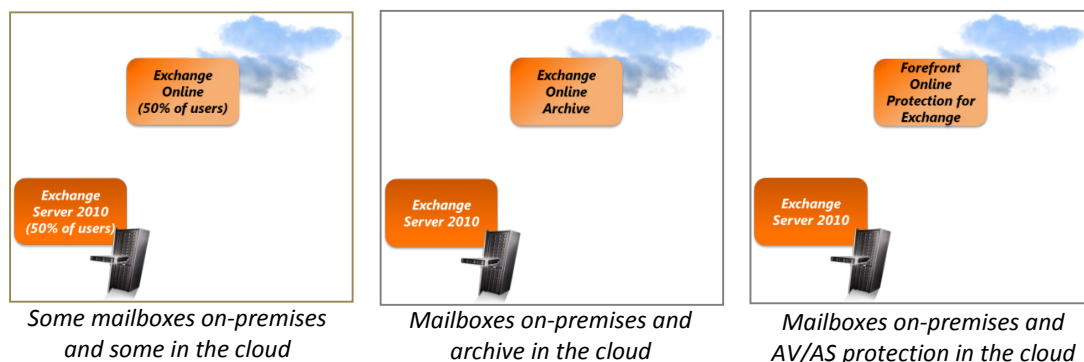 Exchange
Online
(50% of users)
Exchange
Server 2010
(50% of users)
Some mailboxes on-premises
and some in the cloud
Exchange
Online
Archive
Exchange
Server 2010
Mailboxes on-premises and
archive in the cloud
Forefront
Online
Protection for
Exchange
Exchange
Server 2010
Mailboxes on-premises and
AV/AS protection in the cloud